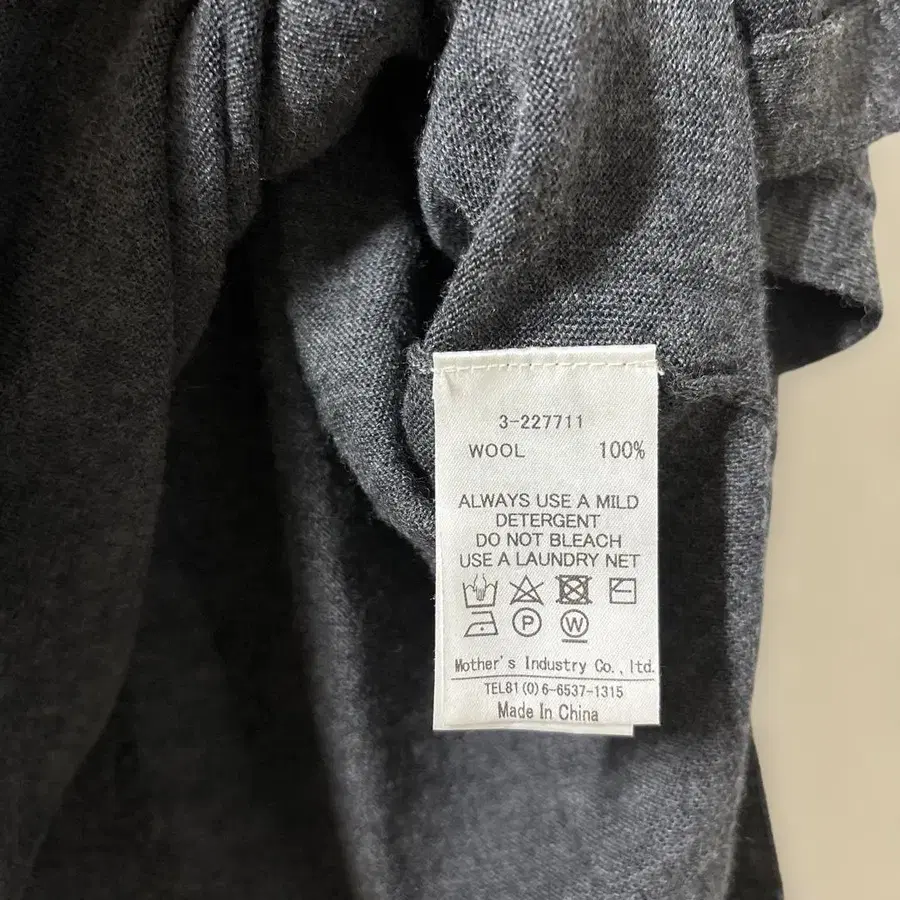 3-227711
WOOL 100%
ALWAYS USE A MILD
DETERGENT
DO NOT BLEACH
USE A LAUNDRY NET
P W
Mother's Industry Co.,ltd.
TEL81(0)6-6537-1315
Made In China